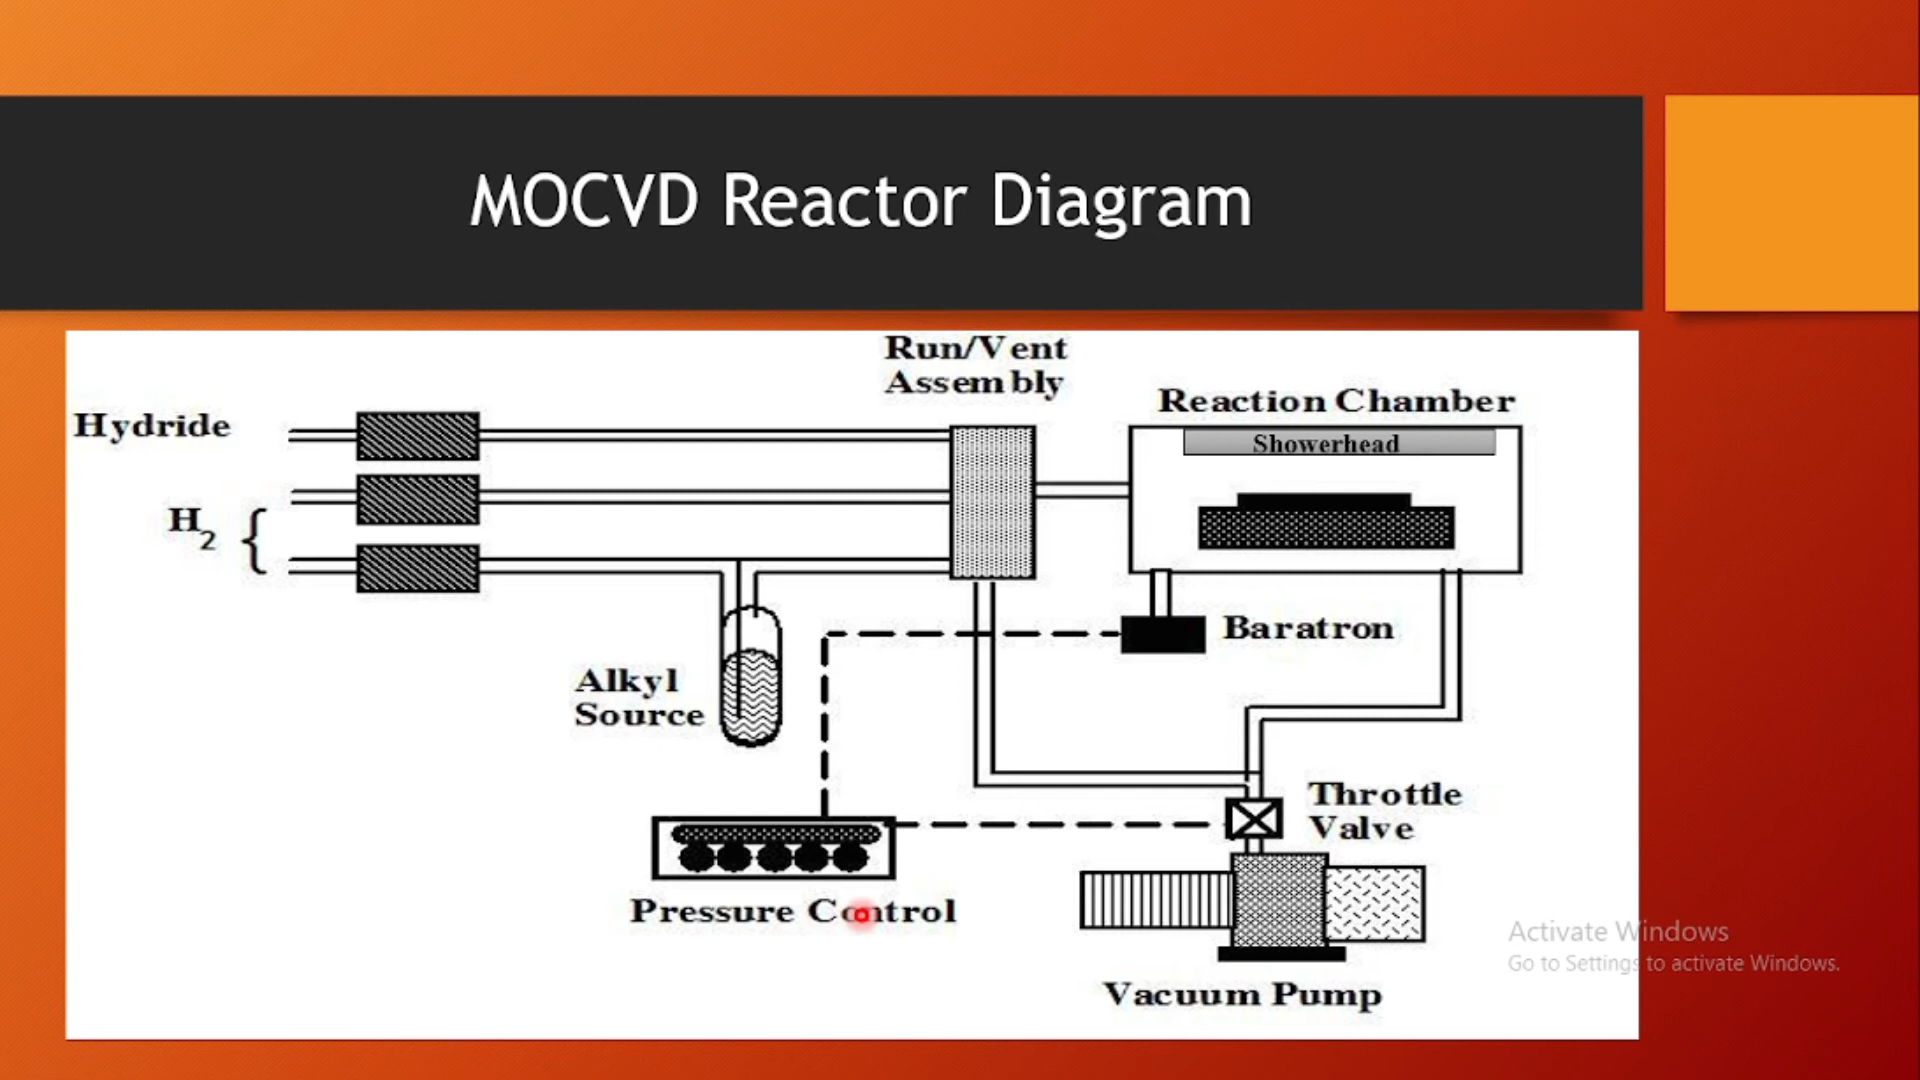 MOCVD Reactor Diagram
Run/Vent
Assembly
Reaction Chamber
Hydride
Showerhead
H2
Baratron
Alkyl
Source
Throttle
Valve
Pressure Control
Activate Windows
Go to Settings to activate Windows.
Vacuum Pump